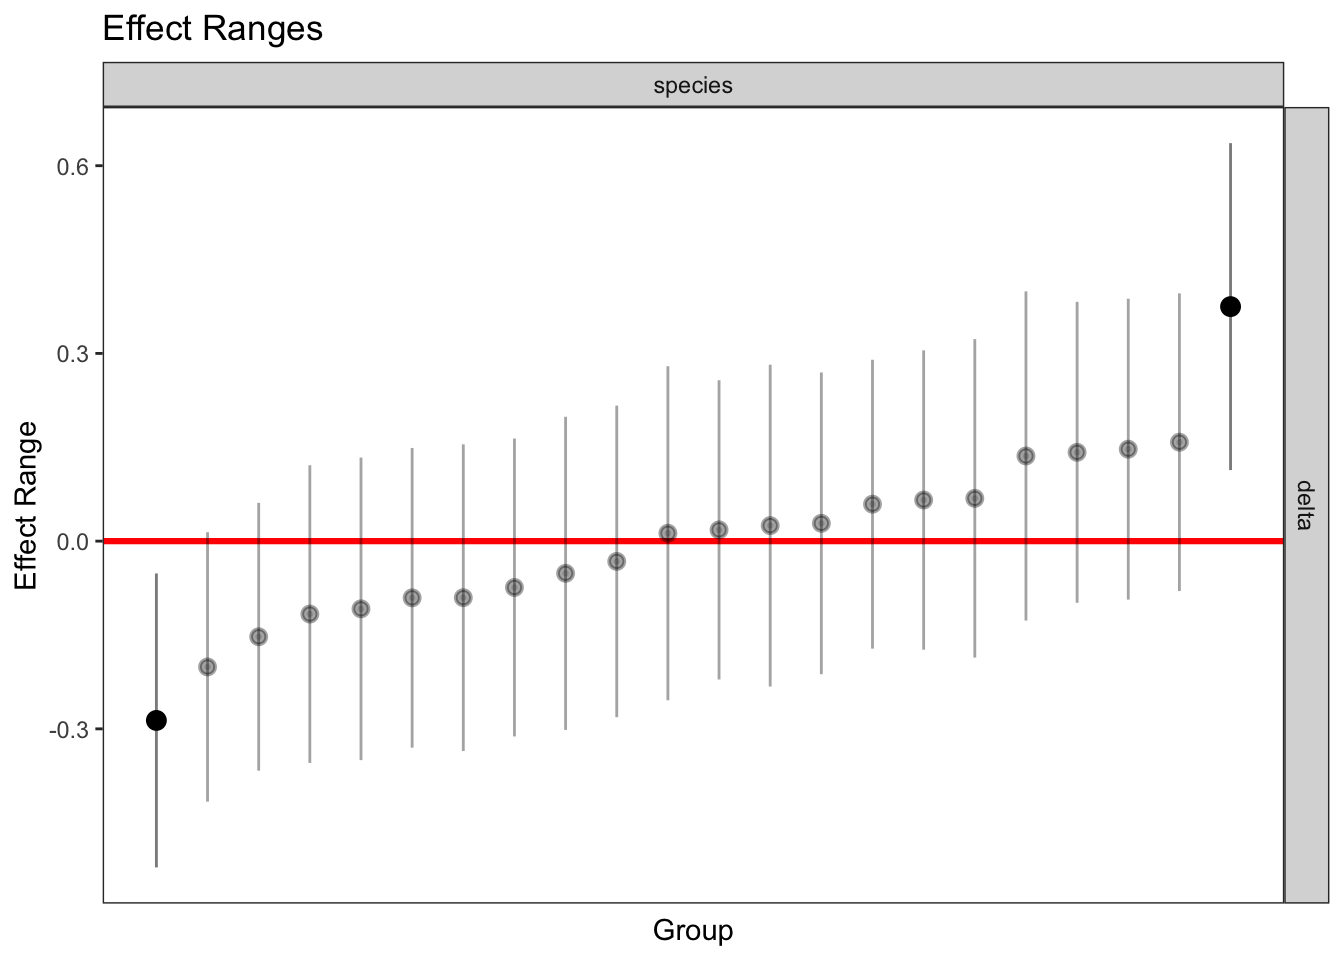 Effect Ranges
species
0.6
0.3
0.0
-0.3
Effect Range
delta
Group